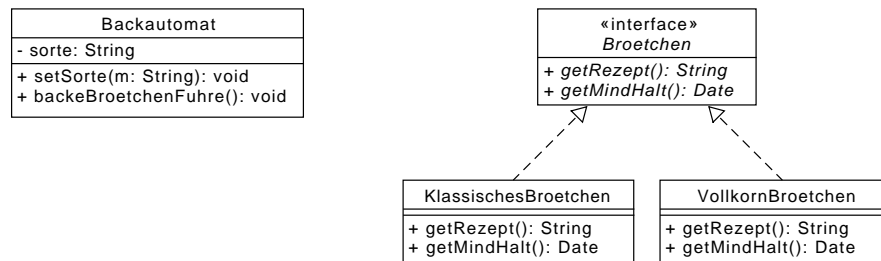 Backautomat
- sorte: String
+ setSorte(m: String): void
+ backeBroetchenFuhre(): void
«interface»
Broetchen
+ getRezept(): String
+ getMindHalt(): Date
KlassischesBroetchen
+ getRezept(): String
+ getMindHalt(): Date
VollkornBroetchen
+ getRezept(): String
+ getMindHalt(): Date